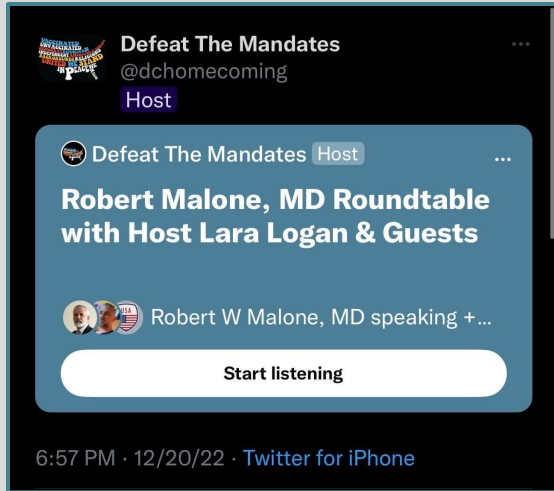 Defeat The Mandates
@dchomecoming
Host
Defeat The Mandates Host
Robert Malone, MD Roundtable
with Host Lara Logan & Guests
USA
Robert W Malone, MD speaking +...
Start listening
6:57 PM · 12/20/22 · Twitter for iPhone